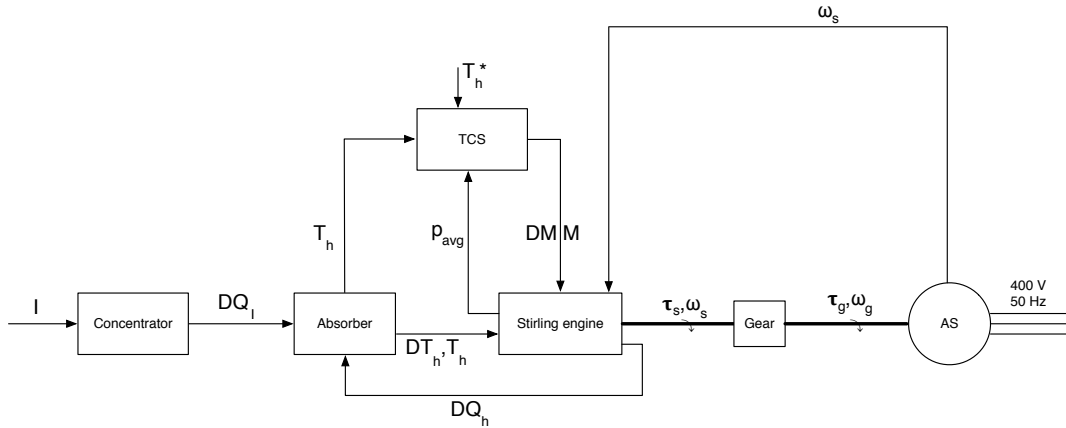 ω_s
T_h*
TCS
T_h
p_avg
DM M
I
Concentrator
DQ_I
Absorber
DT_h,T_h
Stirling engine
τ_s,ω_s
Gear
τ_g,ω_g
AS
400 V
50 Hz
DQ_h